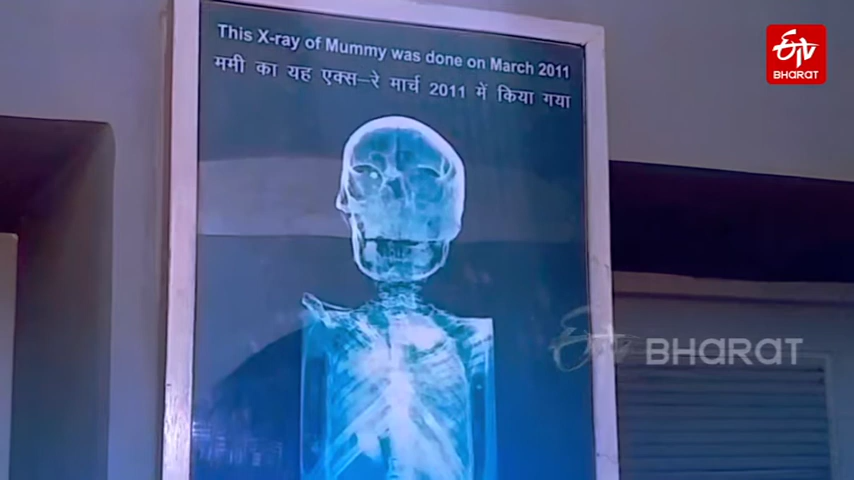 This X-ray of Mummy was done on March 2011
ममी का यह एक्स-रे मार्च 2011 में किया गया
ETV
BHARAT
ETV BHARAT